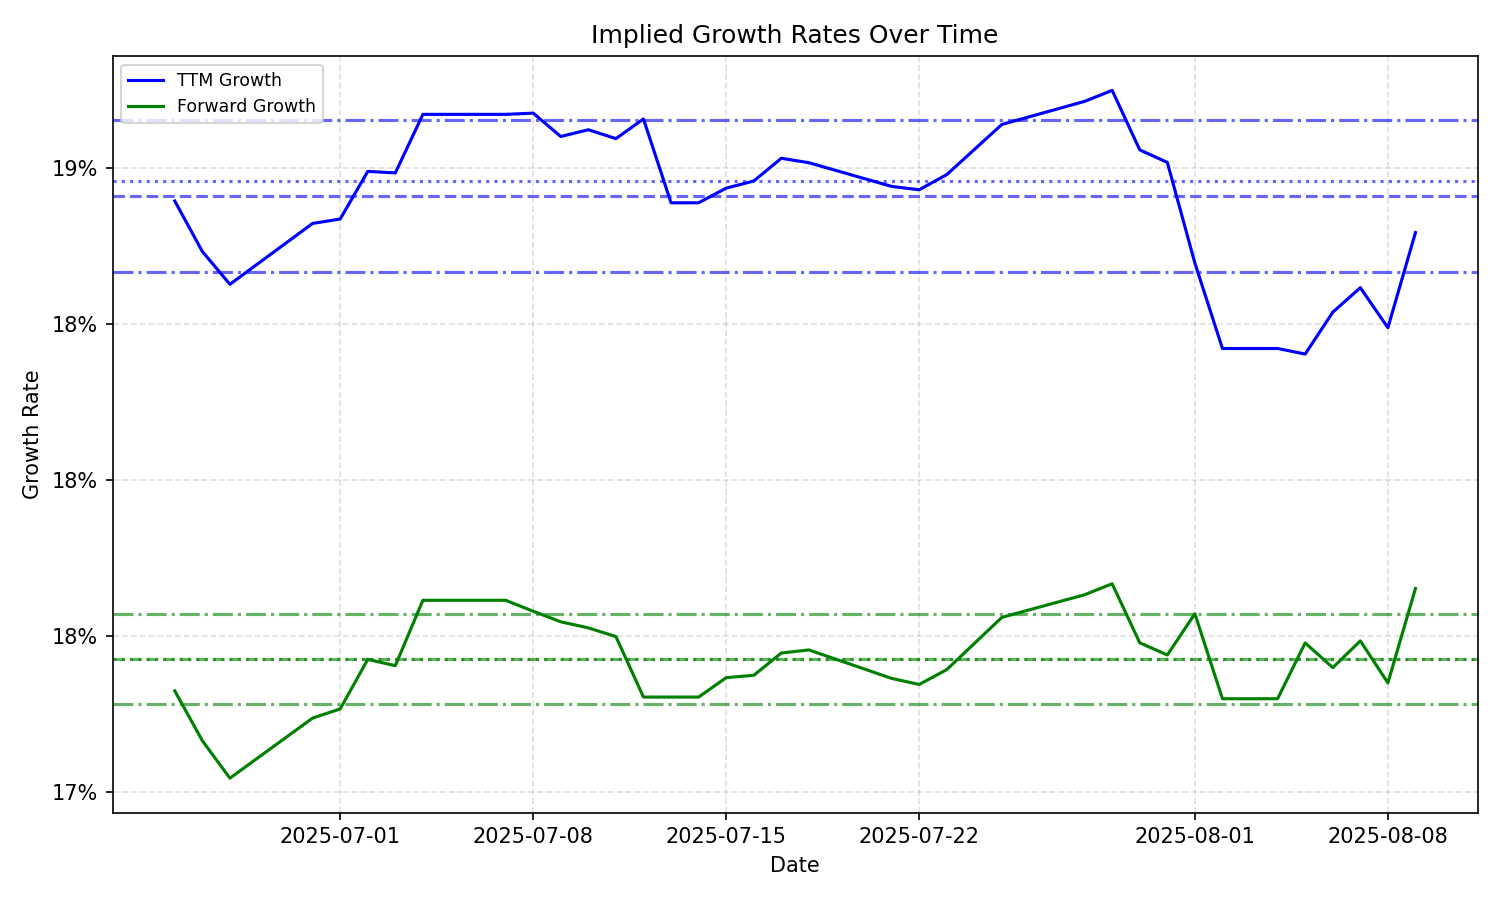 Implied Growth Rates Over Time
TTM Growth
Forward Growth
19%
18%
18%
18%
17%
Growth Rate
2025-07-01
2025-07-08
2025-07-15
2025-07-22
2025-08-01
2025-08-08
Date